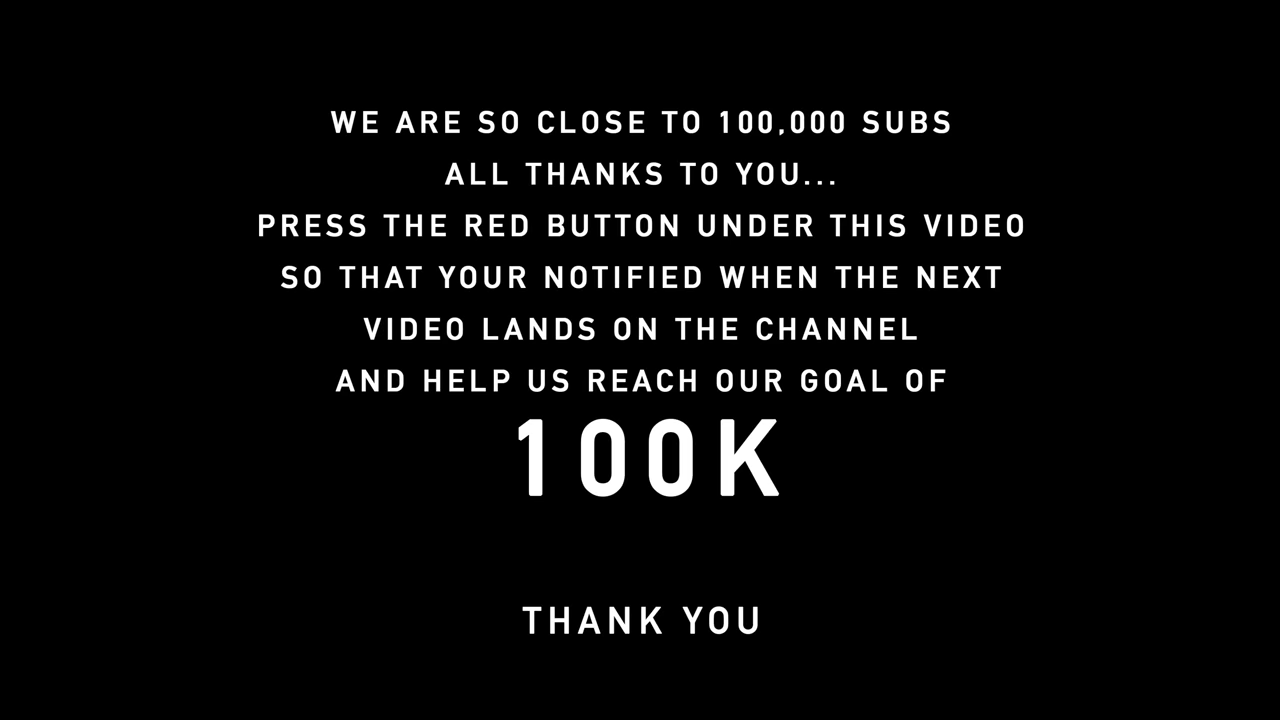 WE ARE SO CLOSE TO 100,000 SUBS
ALL THANKS TO YOU...
PRESS THE RED BUTTON UNDER THIS VIDEO
SO THAT YOUR NOTIFIED WHEN THE NEXT
VIDEO LANDS ON THE CHANNEL
AND HELP US REACH OUR GOAL OF
100K
THANK YOU